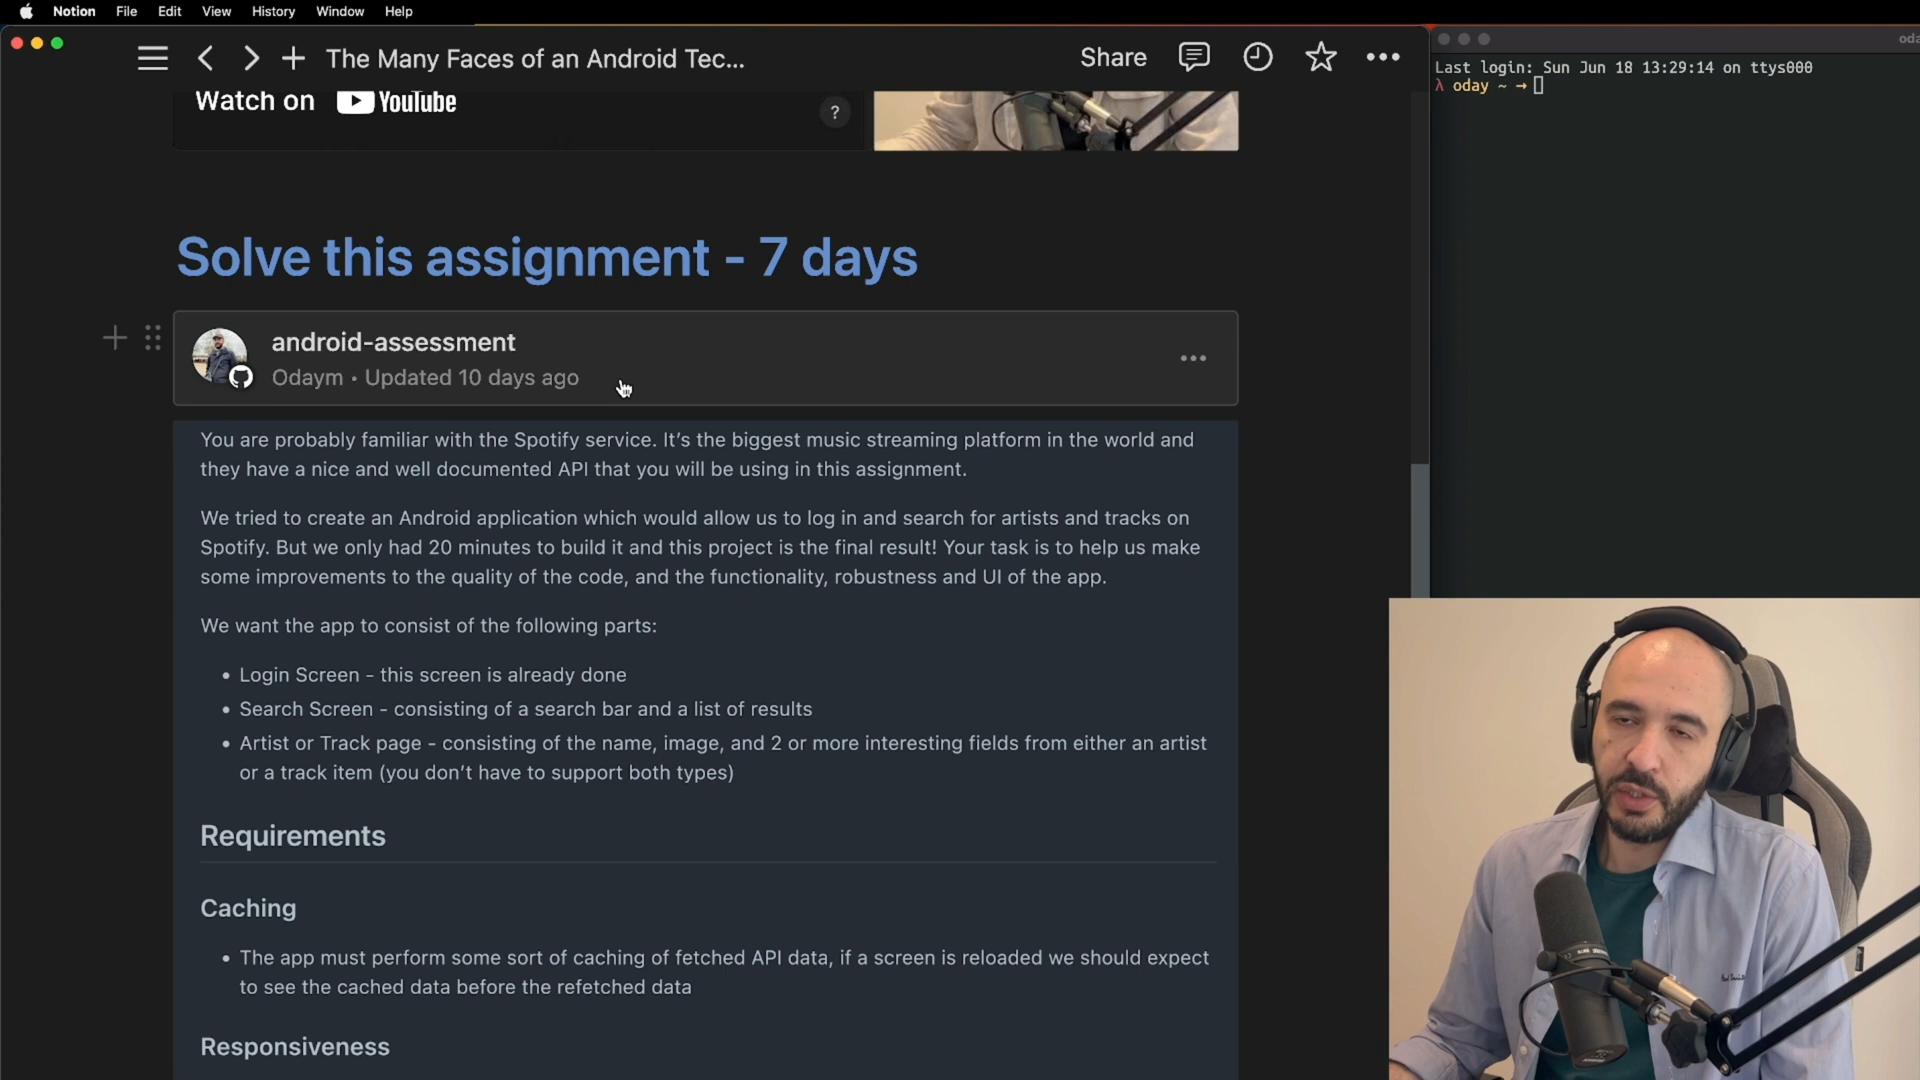 Notion File Edit View History Window Help
The Many Faces of an Android Tec...
Share
oda
Last login: Sun Jun 18 13:29:14 on ttys000
λ oday ~ →
Watch on YouTube
?
Solve this assignment - 7 days
android-assessment
Odaym • Updated 10 days ago
You are probably familiar with the Spotify service. It's the biggest music streaming platform in the world and
they have a nice and well documented API that you will be using in this assignment.
We tried to create an Android application which would allow us to log in and search for artists and tracks on
Spotify. But we only had 20 minutes to build it and this project is the final result! Your task is to help us make
some improvements to the quality of the code, and the functionality, robustness and UI of the app.
We want the app to consist of the following parts:
• Login Screen - this screen is already done
• Search Screen - consisting of a search bar and a list of results
• Artist or Track page - consisting of the name, image, and 2 or more interesting fields from either an artist
or a track item (you don't have to support both types)
Requirements
Caching
• The app must perform some sort of caching of fetched API data, if a screen is reloaded we should expect
to see the cached data before the refetched data
Responsiveness